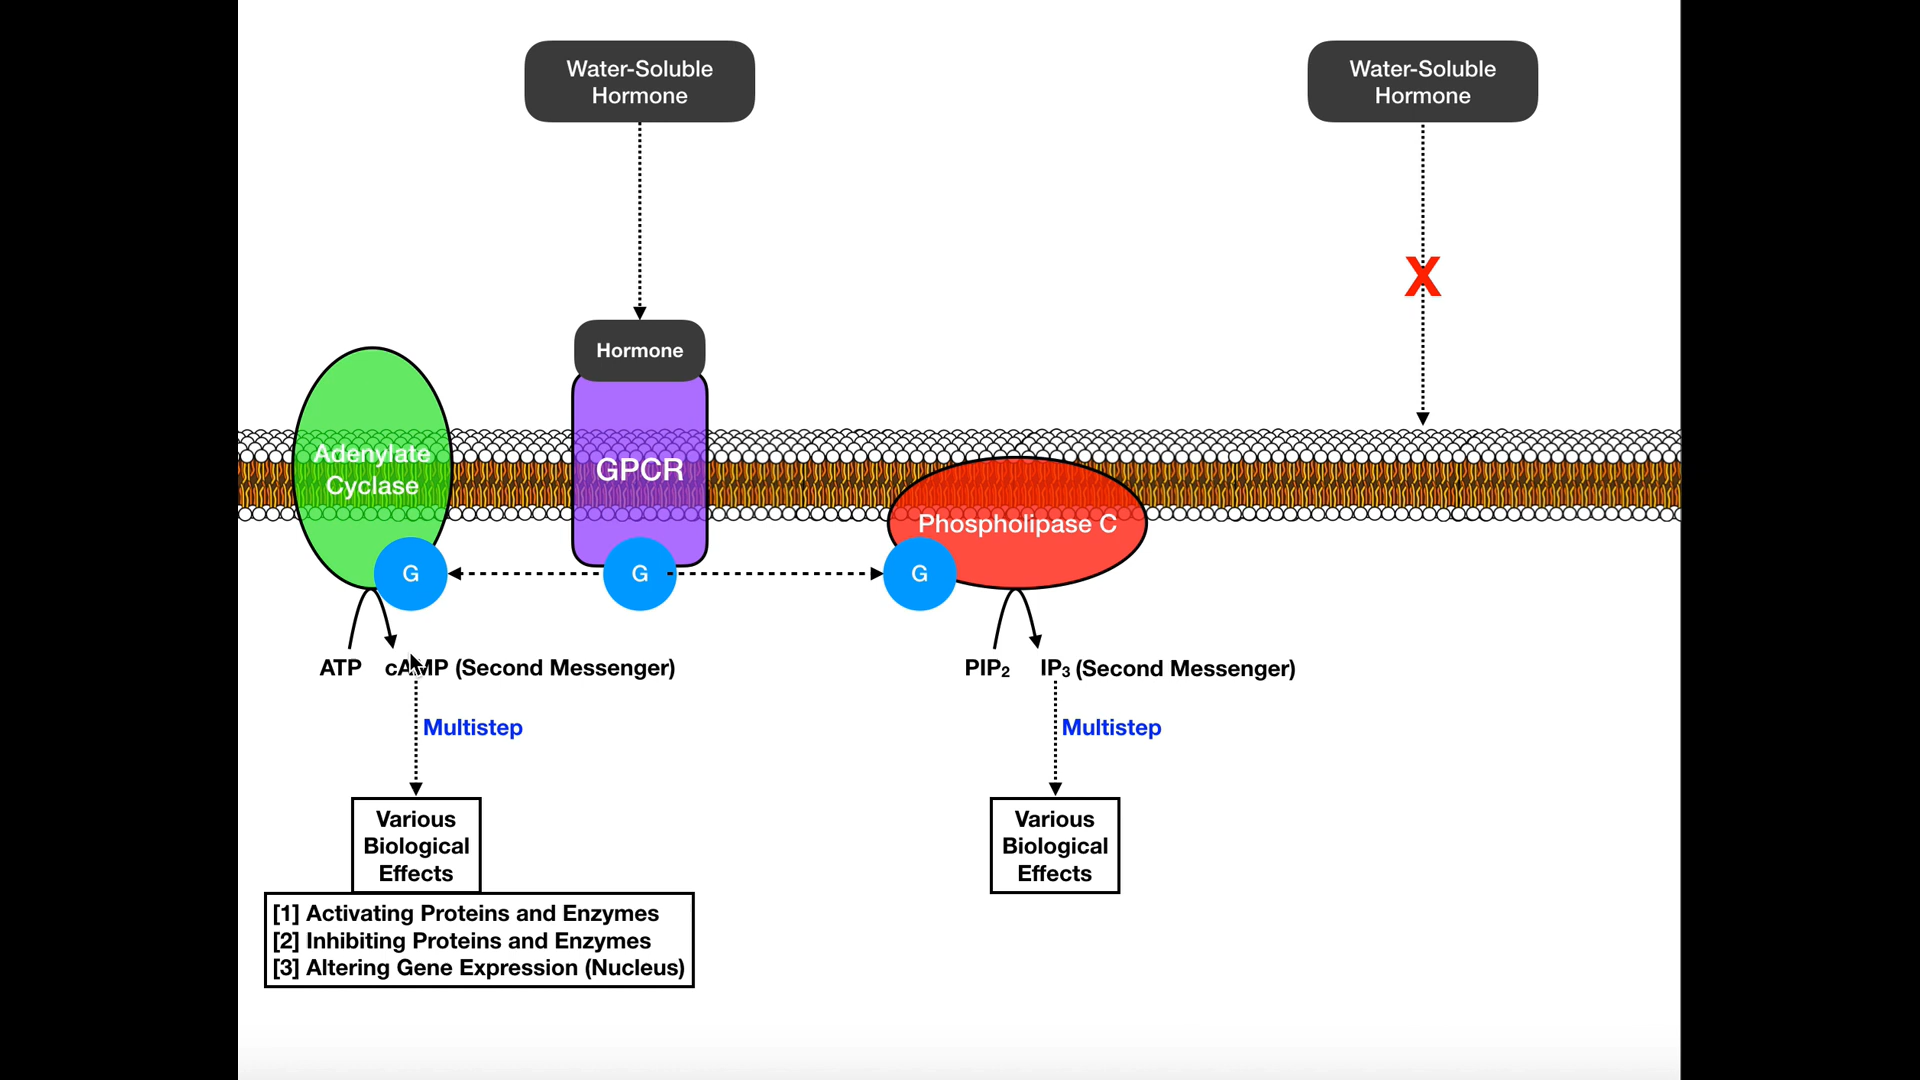 Water-Soluble
Hormone
Water-Soluble
Hormone
X
Hormone
Adenylate
Cyclase
GPCR
Phospholipase C
G
G
G
ATP cAMP (Second Messenger)
PIP₂ IP₃ (Second Messenger)
Multistep
Multistep
Various
Biological
Effects
Various
Biological
Effects
[1] Activating Proteins and Enzymes
[2] Inhibiting Proteins and Enzymes
[3] Altering Gene Expression (Nucleus)